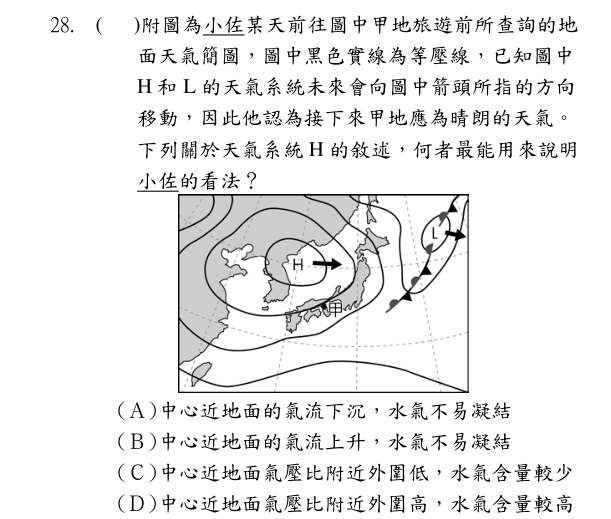 28. (　　)附圖為小佐某天前往圖中甲地旅遊前所查詢的地
面天氣簡圖，圖中黑色實線為等壓線，已知圖中
H 和 L 的天氣系統未來會向圖中箭頭所指的方向
移動，因此他認為接下來甲地應為晴朗的天氣。
下列關於天氣系統 H 的敘述，何者最能用來說明
小佐的看法？
L
H
甲
（A)中心近地面的氣流下沉，水氣不易凝結
（B)中心近地面的氣流上升，水氣不易凝結
（C)中心近地面氣壓比附近外圍低，水氣含量較少
（D)中心近地面氣壓比附近外圍高，水氣含量較高